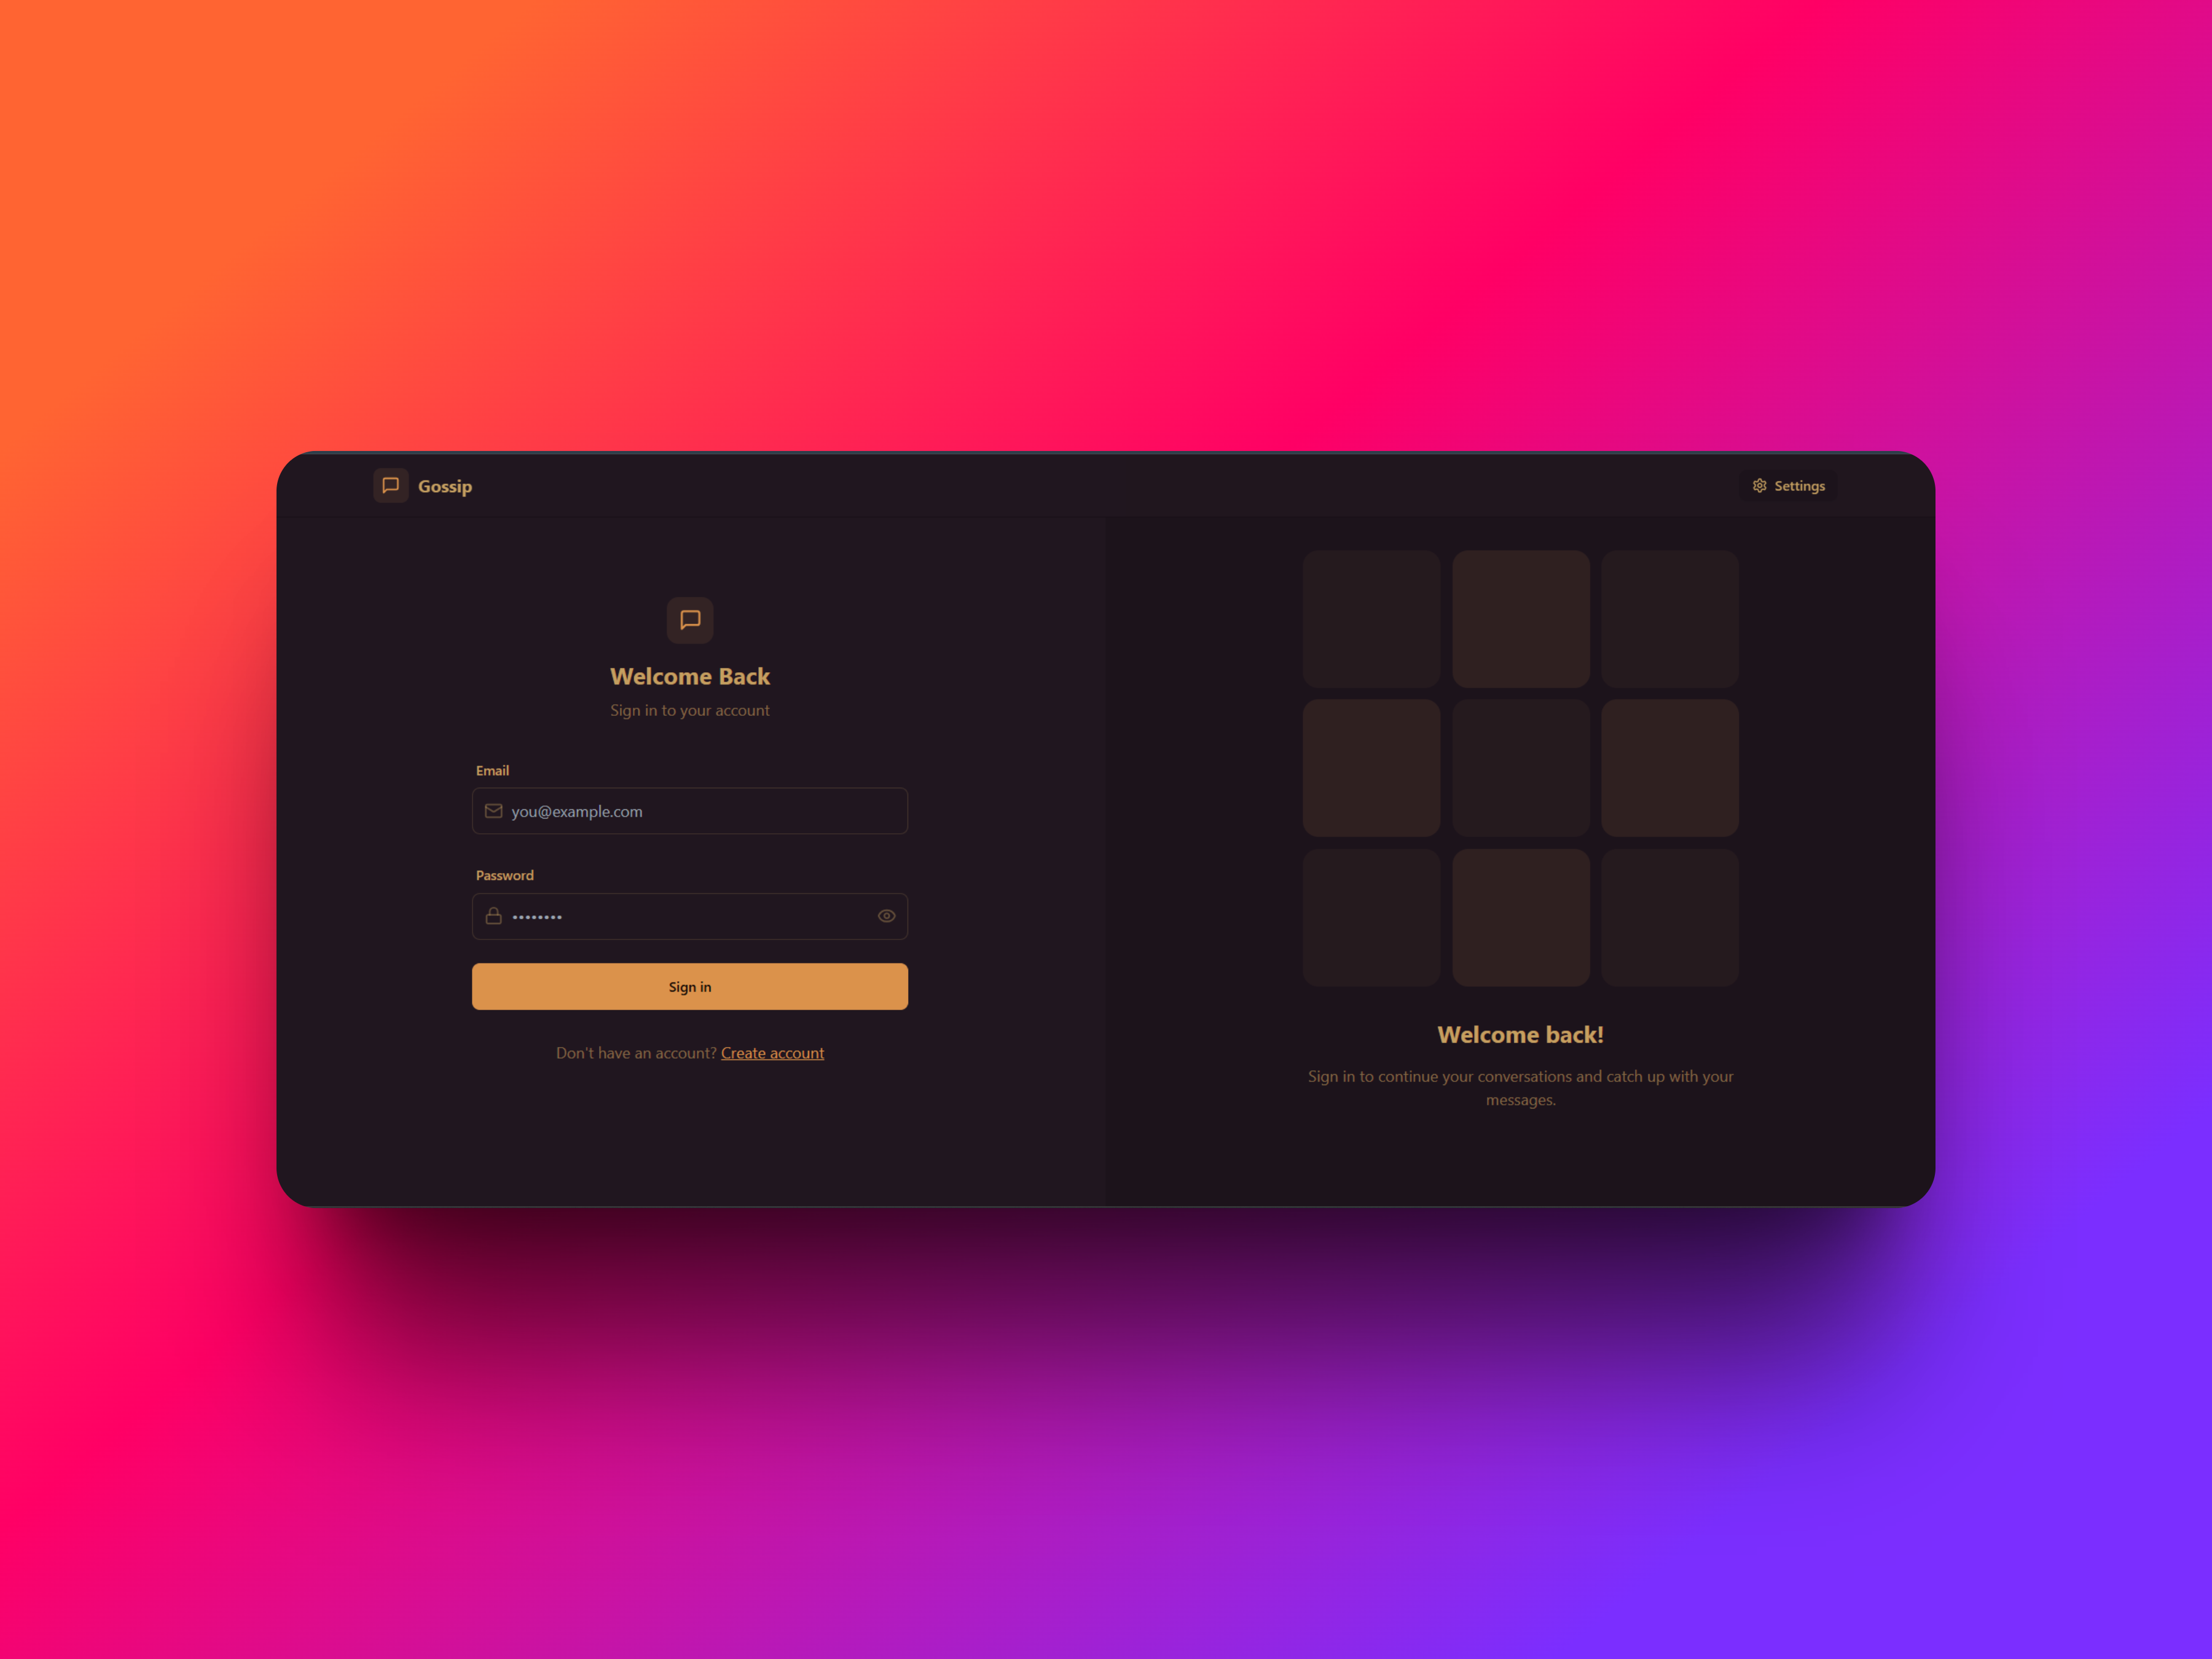 Gossip
Settings
Welcome Back
Sign in to your account
Email
you@example.com
Password
••••••••
Sign in
Don't have an account? Create account
Welcome back!
Sign in to continue your conversations and catch up with your
messages.